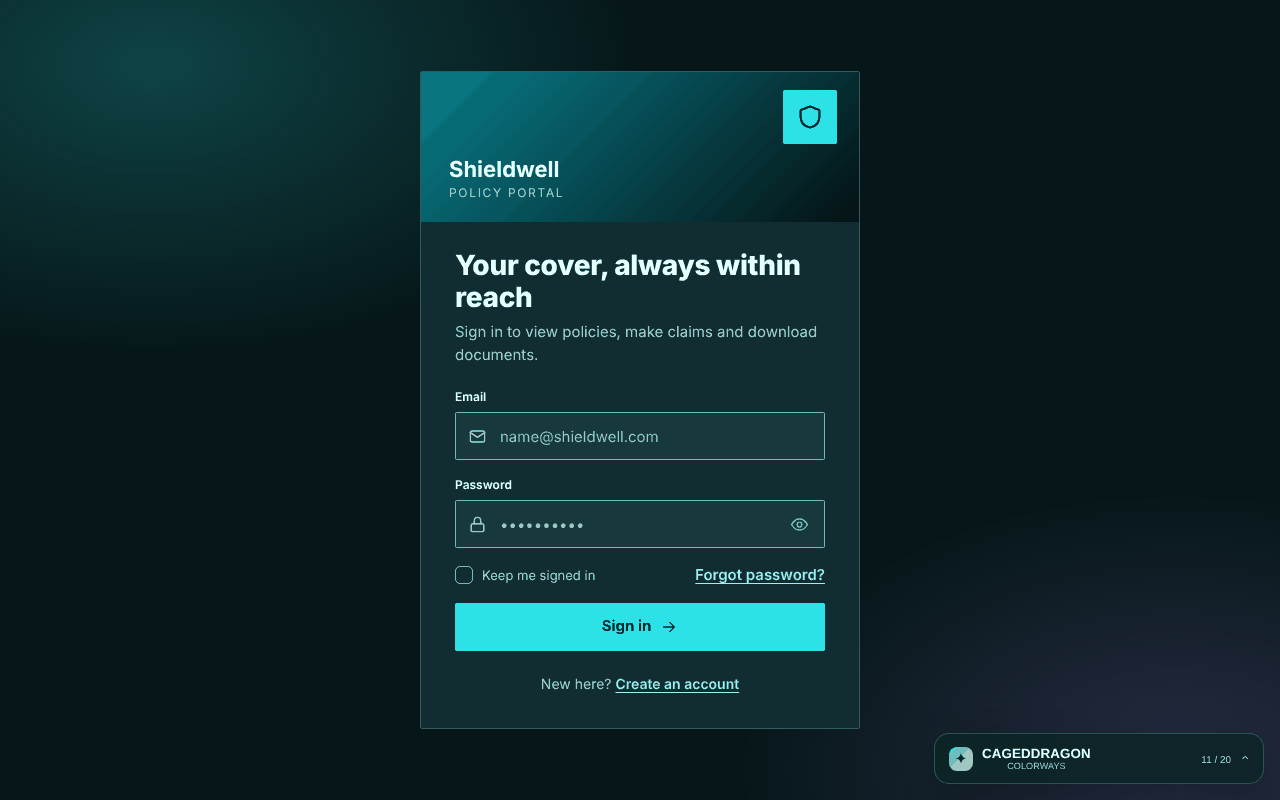 Shieldwell
POLICY PORTAL
Your cover, always within
reach
Sign in to view policies, make claims and download
documents.
Email
name@shieldwell.com
Password
••••••••••
Keep me signed in
Forgot password?
Sign in →
New here? Create an account
CAGEDDRAGON
COLORWAYS
11 / 20